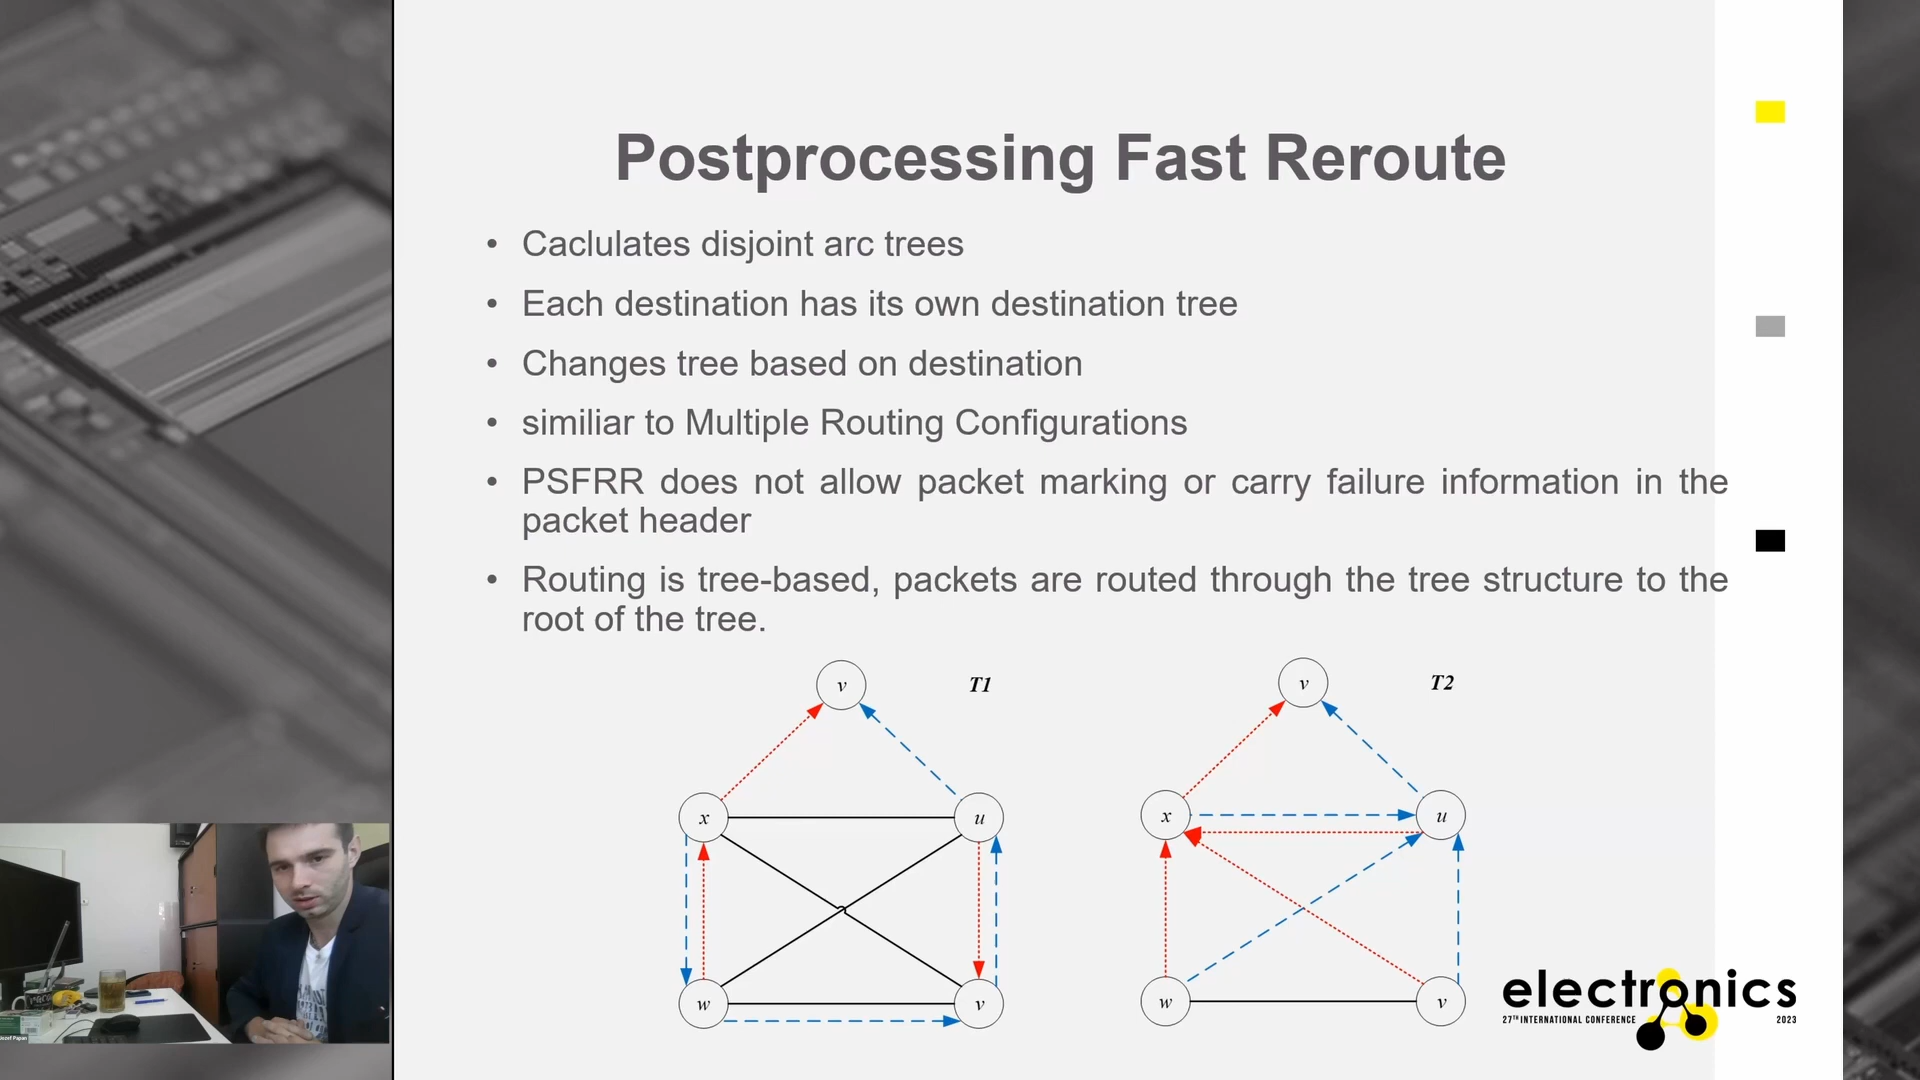 Postprocessing Fast Reroute
• Caclulates disjoint arc trees
• Each destination has its own destination tree
• Changes tree based on destination
• similiar to Multiple Routing Configurations
• PSFRR does not allow packet marking or carry failure information in the
packet header
• Routing is tree-based, packets are routed through the tree structure to the
root of the tree.
v
T1
x
u
w
v
v
T2
x
u
w
v
electronics
27TH INTERNATIONAL CONFERENCE 2023
Jozef Papan